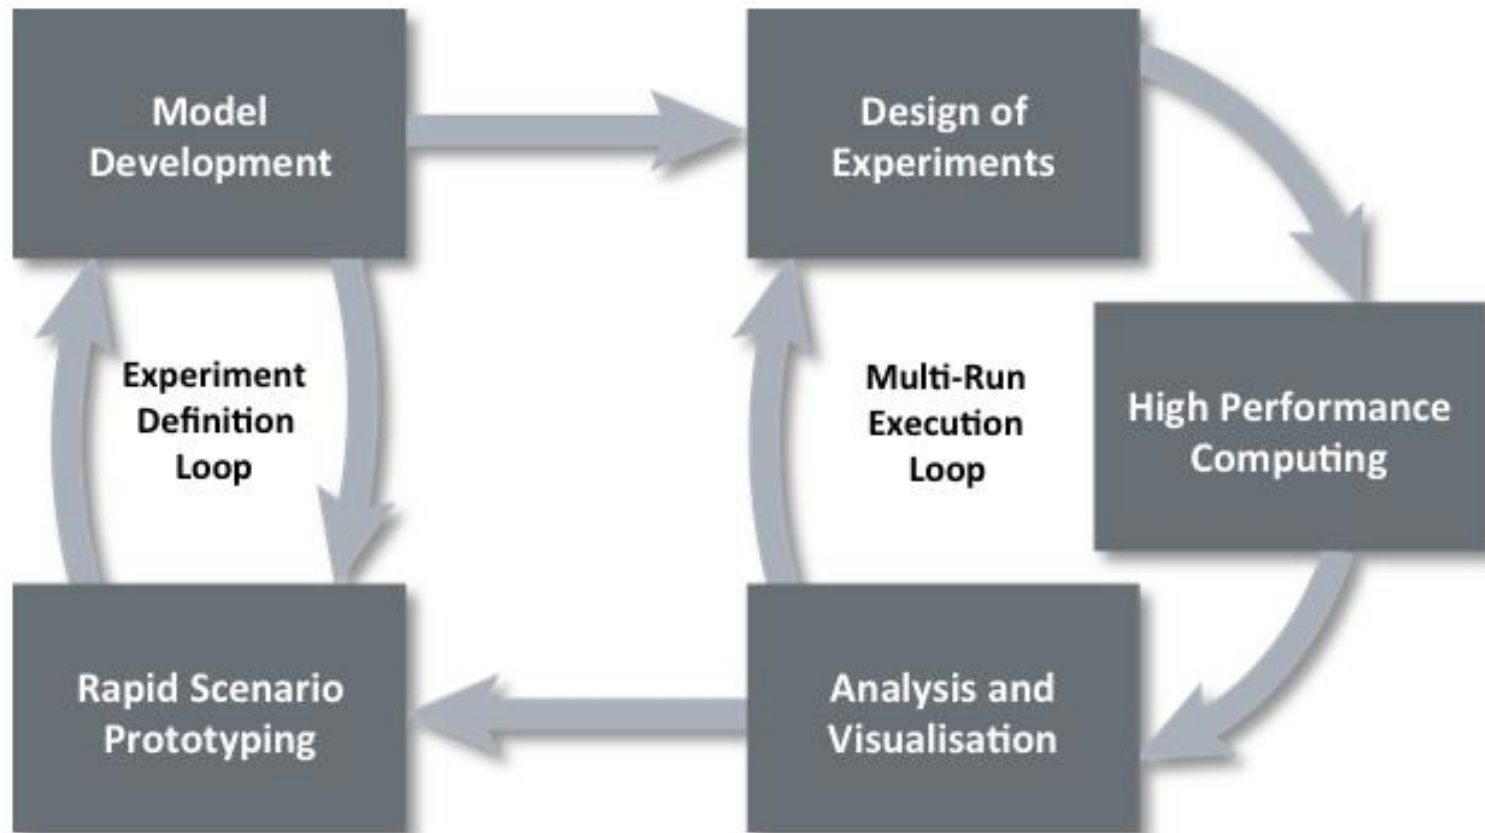 Model
Development
Design of
Experiments
Experiment
Definition
Loop
Multi-Run
Execution
Loop
High Performance
Computing
Rapid Scenario
Prototyping
Analysis and
Visualisation